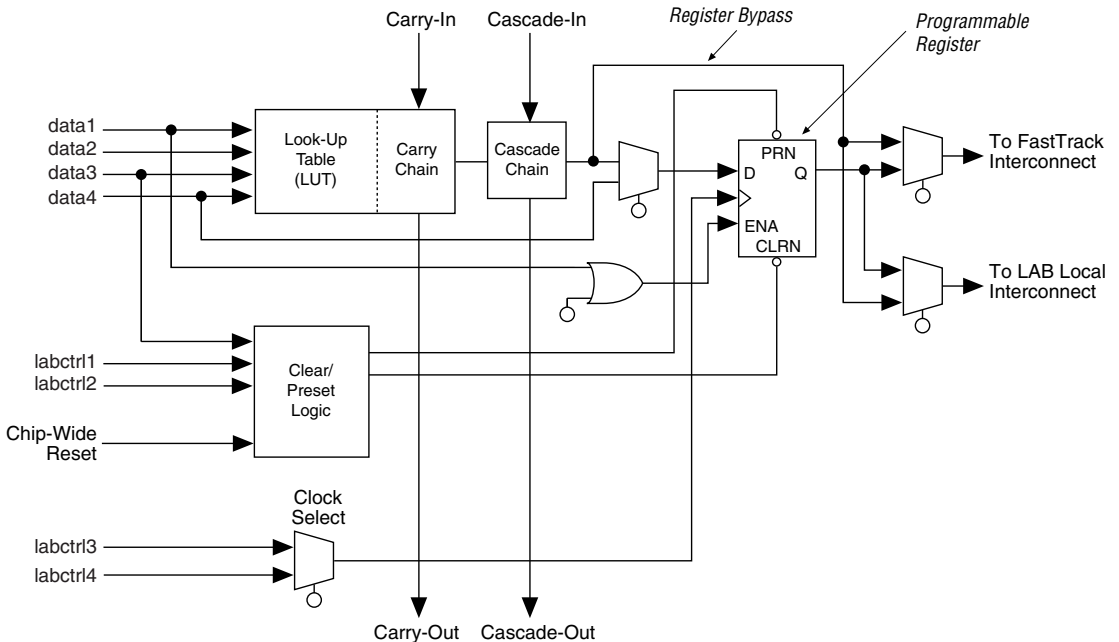 Carry-In
Cascade-In
Register Bypass
Programmable
Register
data1
data2
data3
data4
Look-Up
Table
(LUT)
Carry
Chain
Cascade
Chain
PRN
D
Q
ENA
CLRN
To FastTrack
Interconnect
To LAB Local
Interconnect
labctrl1
labctrl2
Clear/
Preset
Logic
Chip-Wide
Reset
Clock
Select
labctrl3
labctrl4
Carry-Out
Cascade-Out